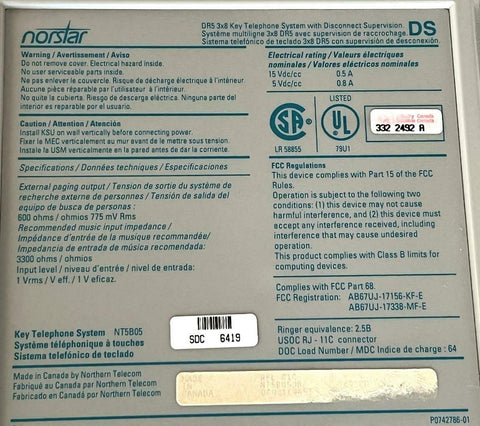 norstar
DR5 3x8 Key Telephone System with Disconnect Supervision.
Système multiligne 3x8 DR5 avec supervision de raccrochage.
Sistema telefónico de teclado 3x8 DR5 con supervisión de desconexión.
DS
Warning / Avertissement / Aviso
Do not remove cover. Electrical hazard inside.
No user serviceable parts inside.
Ne pas enlever le couvercle. Risque de décharge électrique à l'intérieur.
Aucune pièce réparable par l'utilisateur à l'intérieur.
No quite la cubierta. Riesgo de descarga eléctrica. Ninguna parte del
interior es reparable por el usuario.
Caution / Attention / Atención
Install KSU on wall vertically before connecting power.
Fixer le MEC verticalement au mur avant de le mettre sous tension.
Instale la USM verticalmente en la pared antes de dar la corriente.
Specifications / Données techniques / Especificaciones
External paging output / Tension de sortie du système de
recherche externe de personnes / Tensión de salida del
equipo de busca de personas :
600 ohms / ohmios 775 mV Rms
Recommended music input impedance /
Impédance d'entrée de la musique recommandée/
Impedancia de entrada de música recomendada:
3300 ohms / ohmios
Input level / niveau d'entrée / nivel de entrada:
1 Vrms / V eff. / 1 V eficaz.
Key Telephone System NT5B05
Système téléphonique à touches
Sistema telefónico de teclado
SDC 6419
Made in Canada by Northern Telecom
Fabriqué au Canada par Northern Telecom
Fabricado en Canadá por Northern Telecom
Electrical rating / Valeurs électriques
nominales / Valores eléctricos nominales
15 Vdc/cc 0.5 A
5 Vdc/cc 0.8 A
SA
LR 58855
LISTED
UL
79U1
Canada
Canada
332 2492 A
FCC Regulations
This device complies with Part 15 of the FCC
Rules.
Operation is subject to the following two
conditions: (1) this device may not cause
harmful interference, and (2) this device must
accept any interference received, including
interference that may cause undesired
operation.
This product complies with Class B limits for
computing devices.
Complies with FCC Part 68.
FCC Registration: AB67UJ-17156-KF-E
AB67UJ-17338-MF-E
Ringer equivalence: 2.5B
USOC RJ - 11C connector
DOC Load Number / MDC Indice de charge : 64
MADE
IN
CANADA
P0742786-01